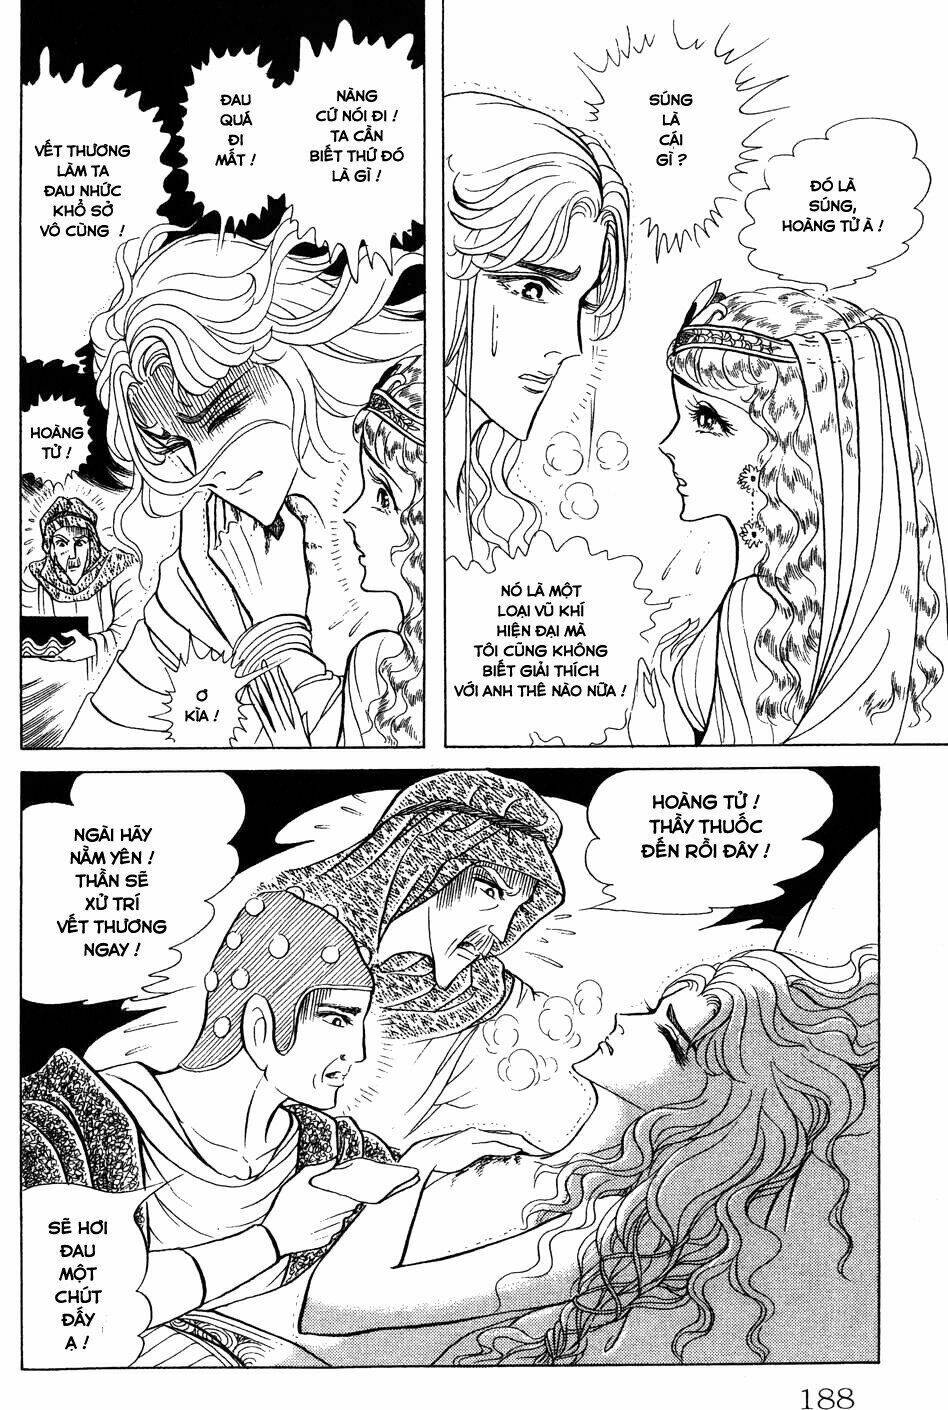 ĐÓ LÀ
SÚNG,
HOÀNG TỬ À !
SÚNG
LÀ
CÁI
GÌ ?
NÓ LÀ MỘT
LOẠI VŨ KHÍ
HIỆN ĐẠI MÀ
TÔI CŨNG KHÔNG
BIẾT GIẢI THÍCH
VỚI ANH THẾ NÀO NỮA !
NÀNG
CỨ NÓI ĐI !
TA CẦN
BIẾT THỨ ĐÓ
LÀ GÌ !
ĐAU
QUÁ
ĐI
MẤT !
VẾT THƯƠNG
LÀM TA
ĐAU NHỨC
KHỔ SỞ
VÔ CÙNG !
HOÀNG
TỬ !
Ơ
KÌA !
HOÀNG TỬ !
THẦY THUỐC
ĐẾN RỒI ĐÂY !
NGÀI HÃY
NẰM YÊN !
THẦN SẼ
XỬ TRÍ
VẾT THƯƠNG
NGAY !
SẼ HƠI
ĐAU
MỘT
CHÚT
ĐẤY
Ạ !
188